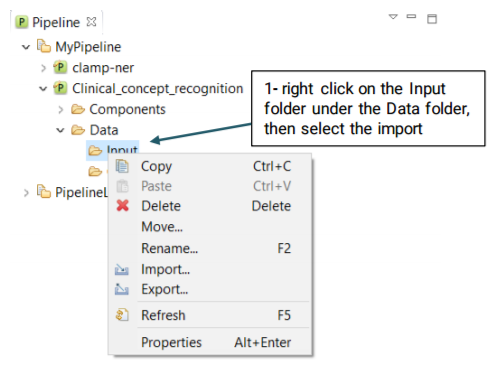 Pipeline
MyPipeline
clamp-ner
Clinical_concept_recognition
Components
Data
Input
PipelineL
1- right click on the Input
folder under the Data folder,
then select the import
Copy Ctrl+C
Paste Ctrl+V
Delete Delete
Move...
Rename... F2
Import...
Export...
Refresh F5
Properties Alt+Enter